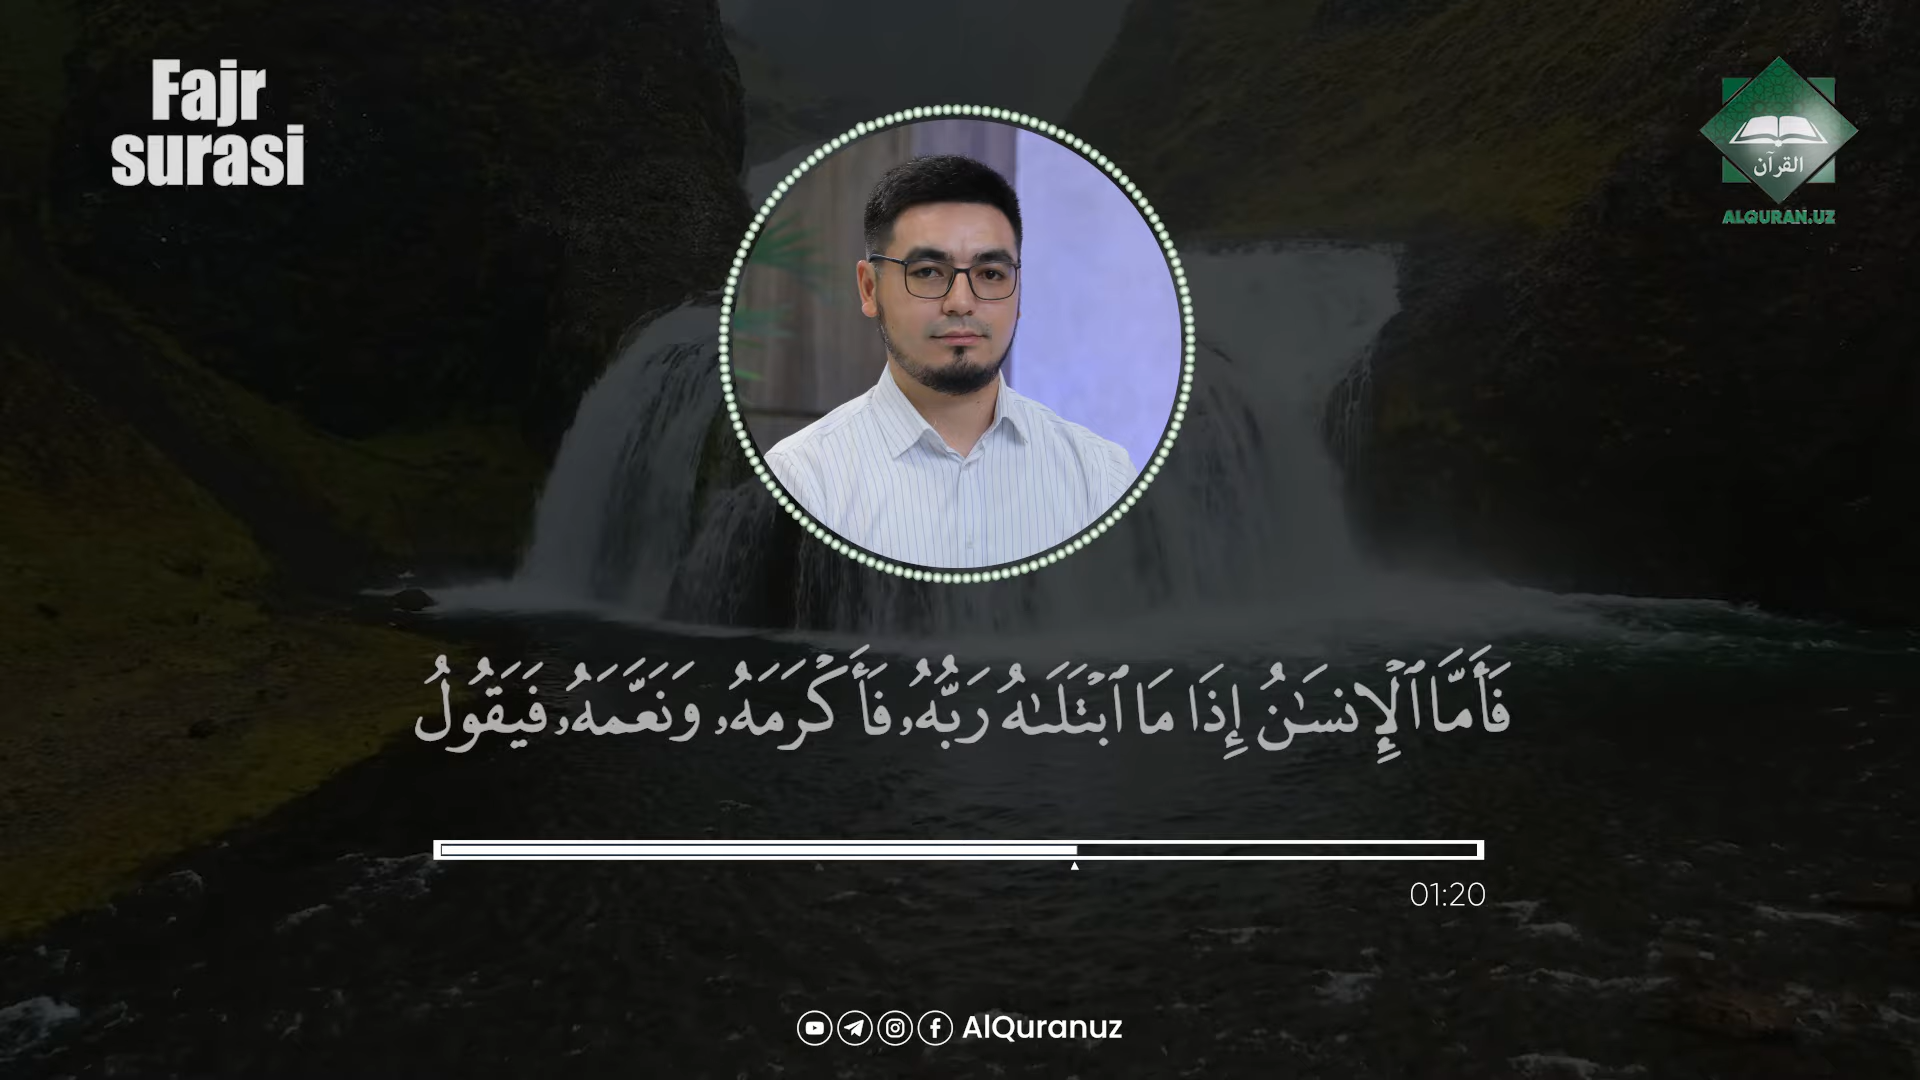 Fajr
surasi
القرآن
ALQURAN.UZ
فَأَمَّا ٱلْإِنسَـٰنُ إِذَا مَا ٱبْتَلَىٰهُ رَبُّهُۥ فَأَكْرَمَهُۥ وَنَعَّمَهُۥ فَيَقُولُ
01:20
AlQuranuz